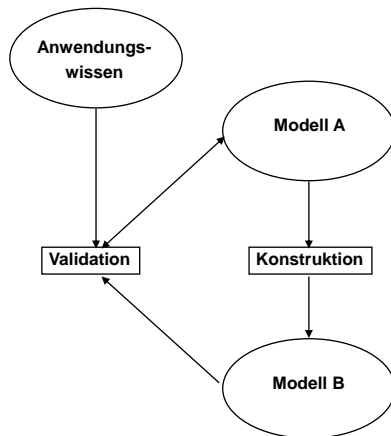 Anwendungs-
wissen
Modell A
Validation
Konstruktion
Modell B